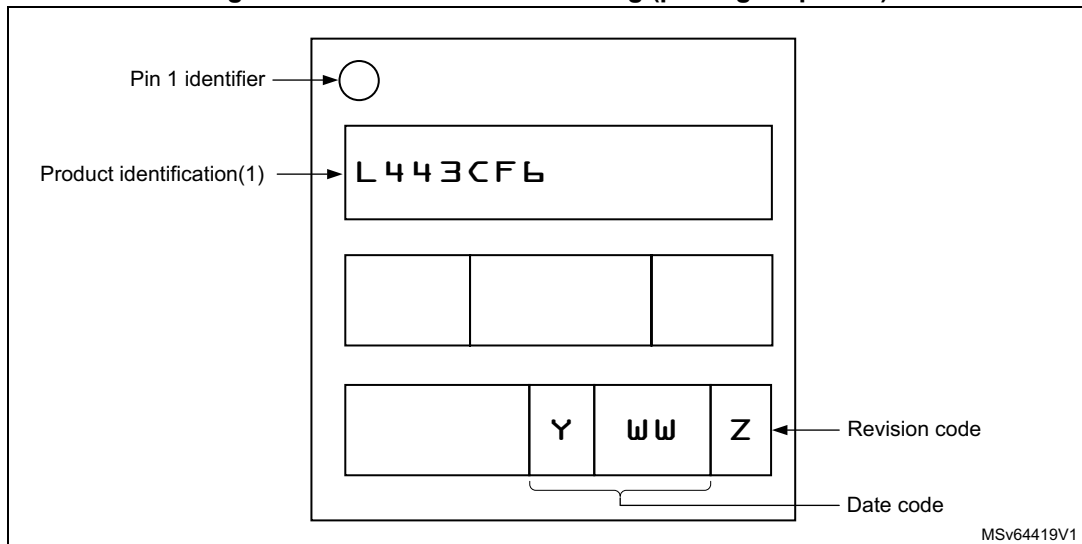 Pin 1 identifier
Product identification(1)
L443CF6
Y WW Z
Revision code
Date code
MSv64419V1